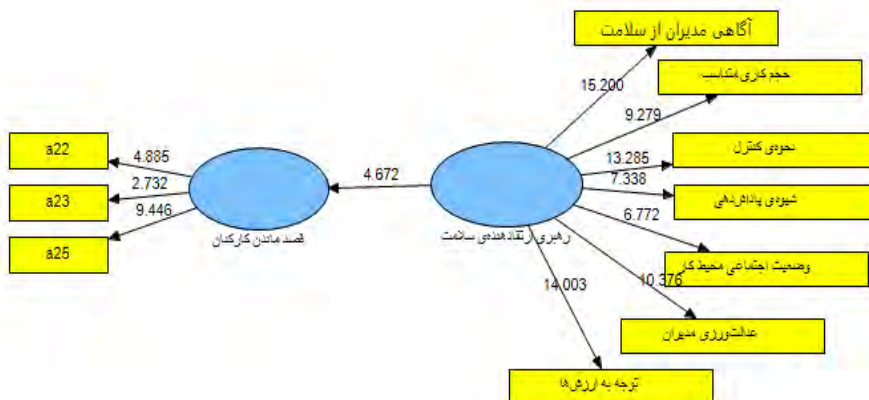 آگاهی مدیران از سلامت
15.200
حجم کاری متناسب
9.279
نحوه‌ی کنترل
13.285
شیوه‌ی پاداش‌دهی
7.338
وضعیت اجتماعی محیط کار
6.772
عدالت‌ورزی مدیران
10.376
توجه به ارزش‌ها
14.003
رهبری ارتقادهنده‌ی سلامت
4.672
قصد ماندن کارکنان
a22
4.885
a23
2.732
a25
9.446